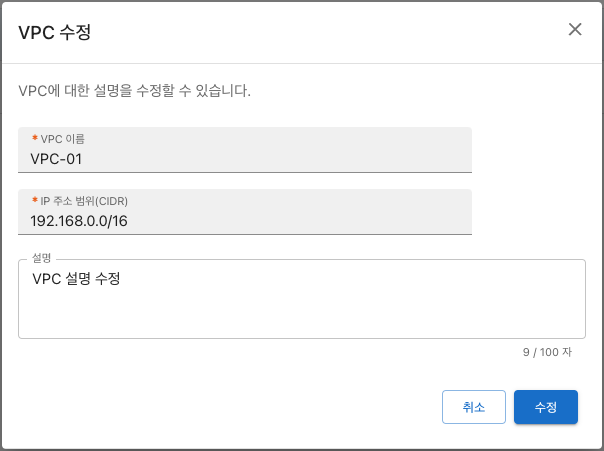 VPC 수정
VPC에 대한 설명을 수정할 수 있습니다.
* VPC 이름
VPC-01
* IP 주소 범위(CIDR)
192.168.0.0/16
설명
VPC 설명 수정
9 / 100 자
취소
수정